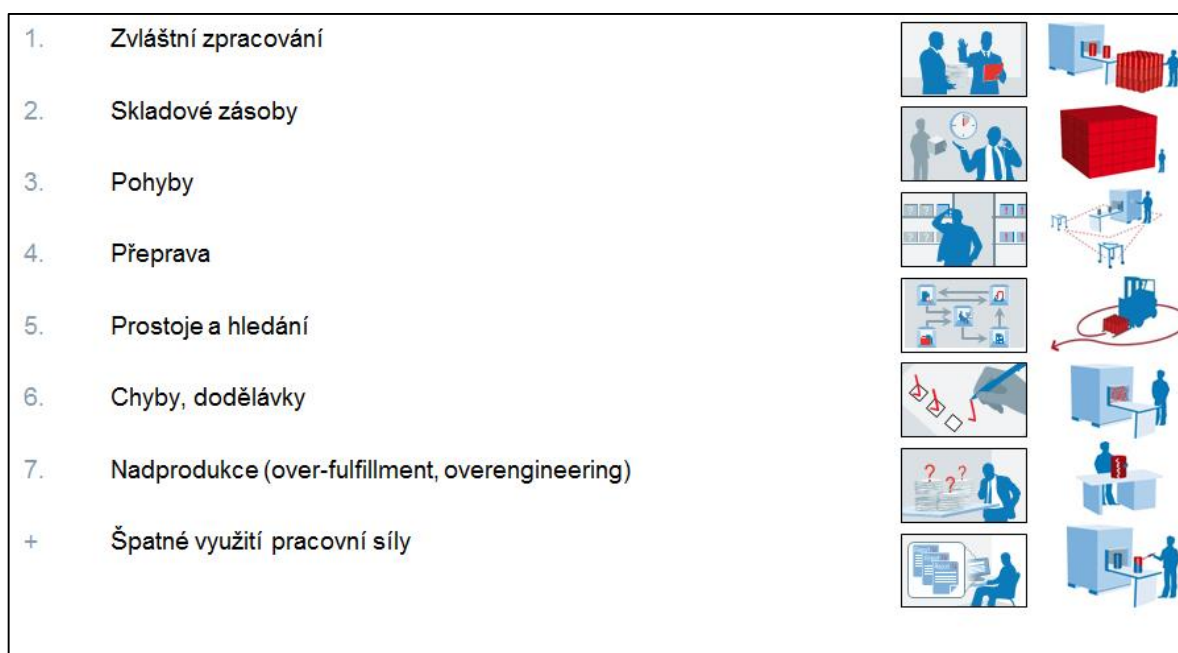 1. Zvláštní zpracování
2. Skladové zásoby
3. Pohyby
4. Přeprava
5. Prostoje a hledání
6. Chyby, dodělávky
7. Nadprodukce (over-fulfillment, overengineering)
+ Špatné využití pracovní síly